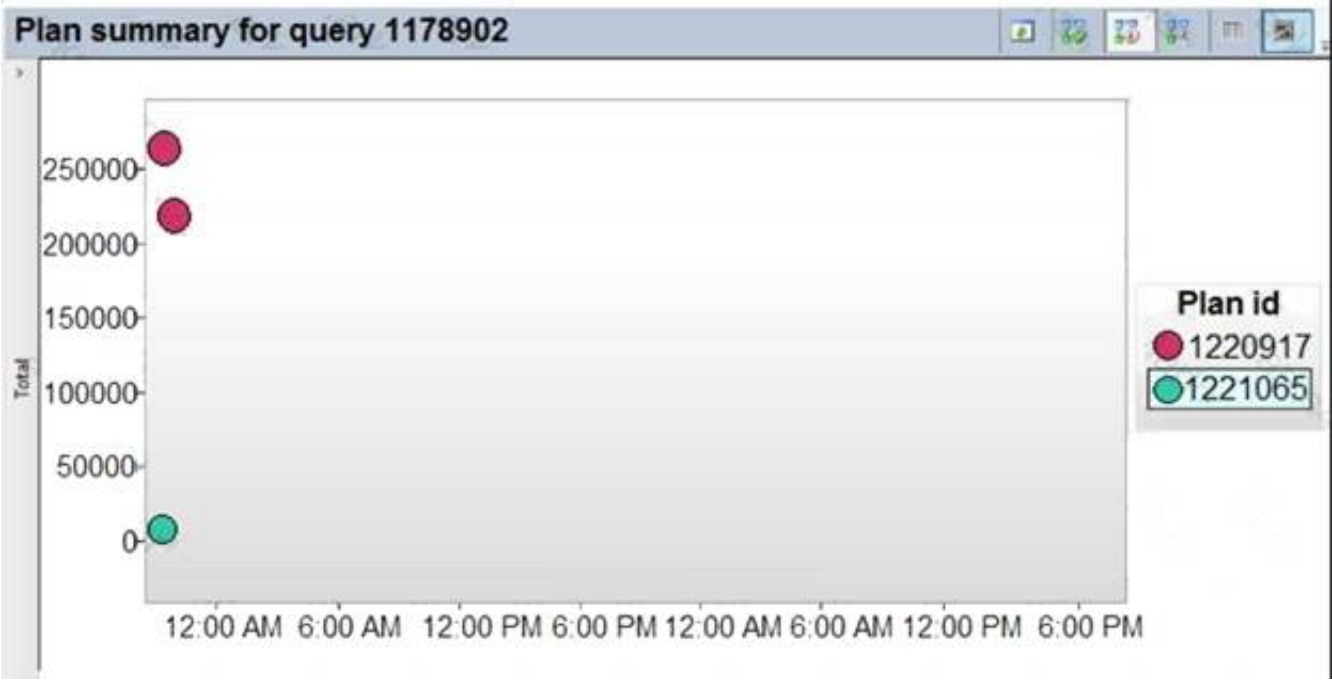 Plan summary for query 1178902
Total
250000
200000
150000
100000
50000
0
12:00 AM 6:00 AM 12:00 PM 6:00 PM 12:00 AM 6:00 AM 12:00 PM 6:00 PM
Plan id
1220917
1221065